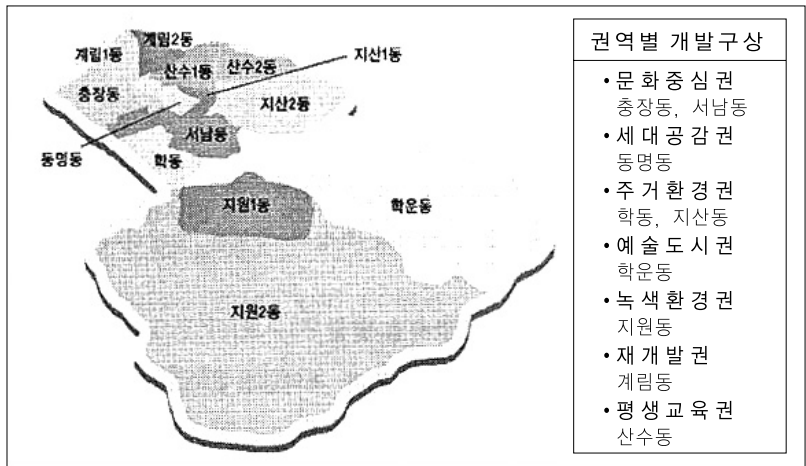 계림2동
계림1동
산수1동
산수2동
지산1동
충장동
지산2동
서남동
동명동
학동
지원1동
학운동
지원2동
권역별 개발구상
• 문화중심권
충장동, 서남동
• 세대공감권
동명동
• 주거환경권
학동, 지산동
• 예술도시권
학운동
• 녹색환경권
지원동
• 재개발권
계림동
• 평생교육권
산수동